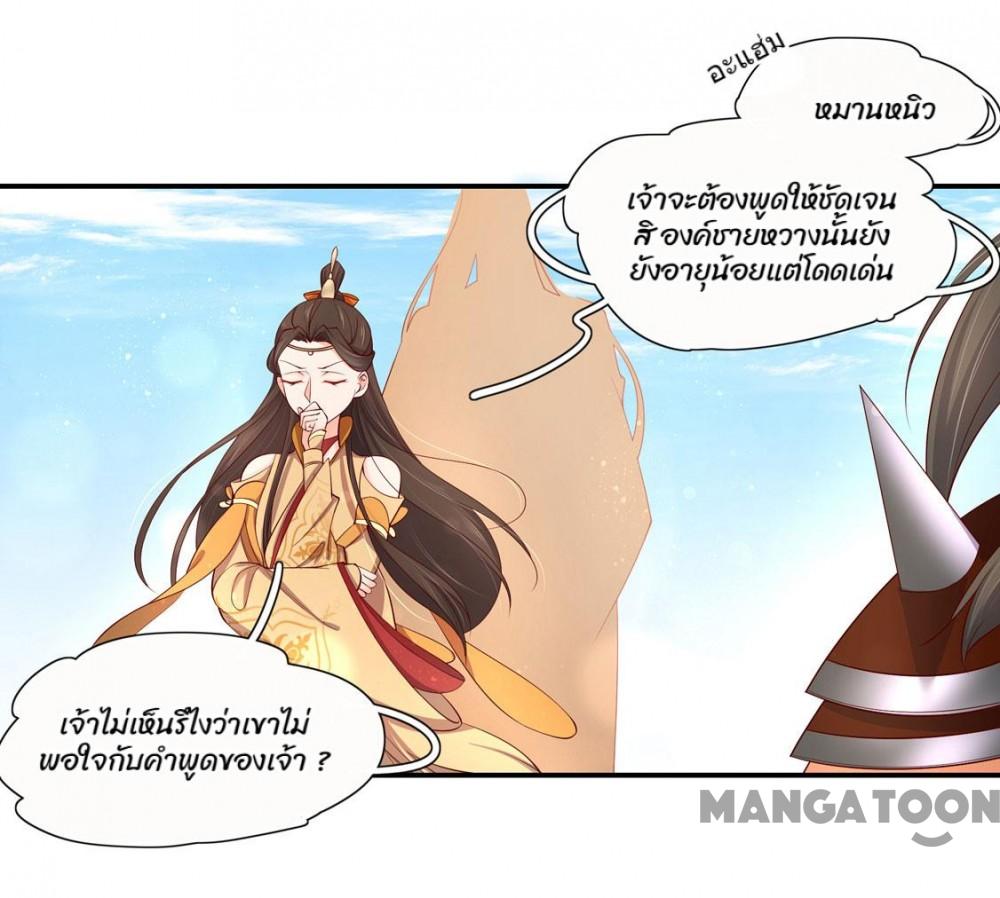 อะแฮ่ม
หมานหนิว
เจ้าจะต้องพูดให้ชัดเจน
สิ องค์ชายหวางนั้นยัง
ยังอายุน้อยแต่โดดเด่น
เจ้าไม่เห็นรึไงว่าเขาไม่
พอใจกับคำพูดของเจ้า ?
MANGATOON